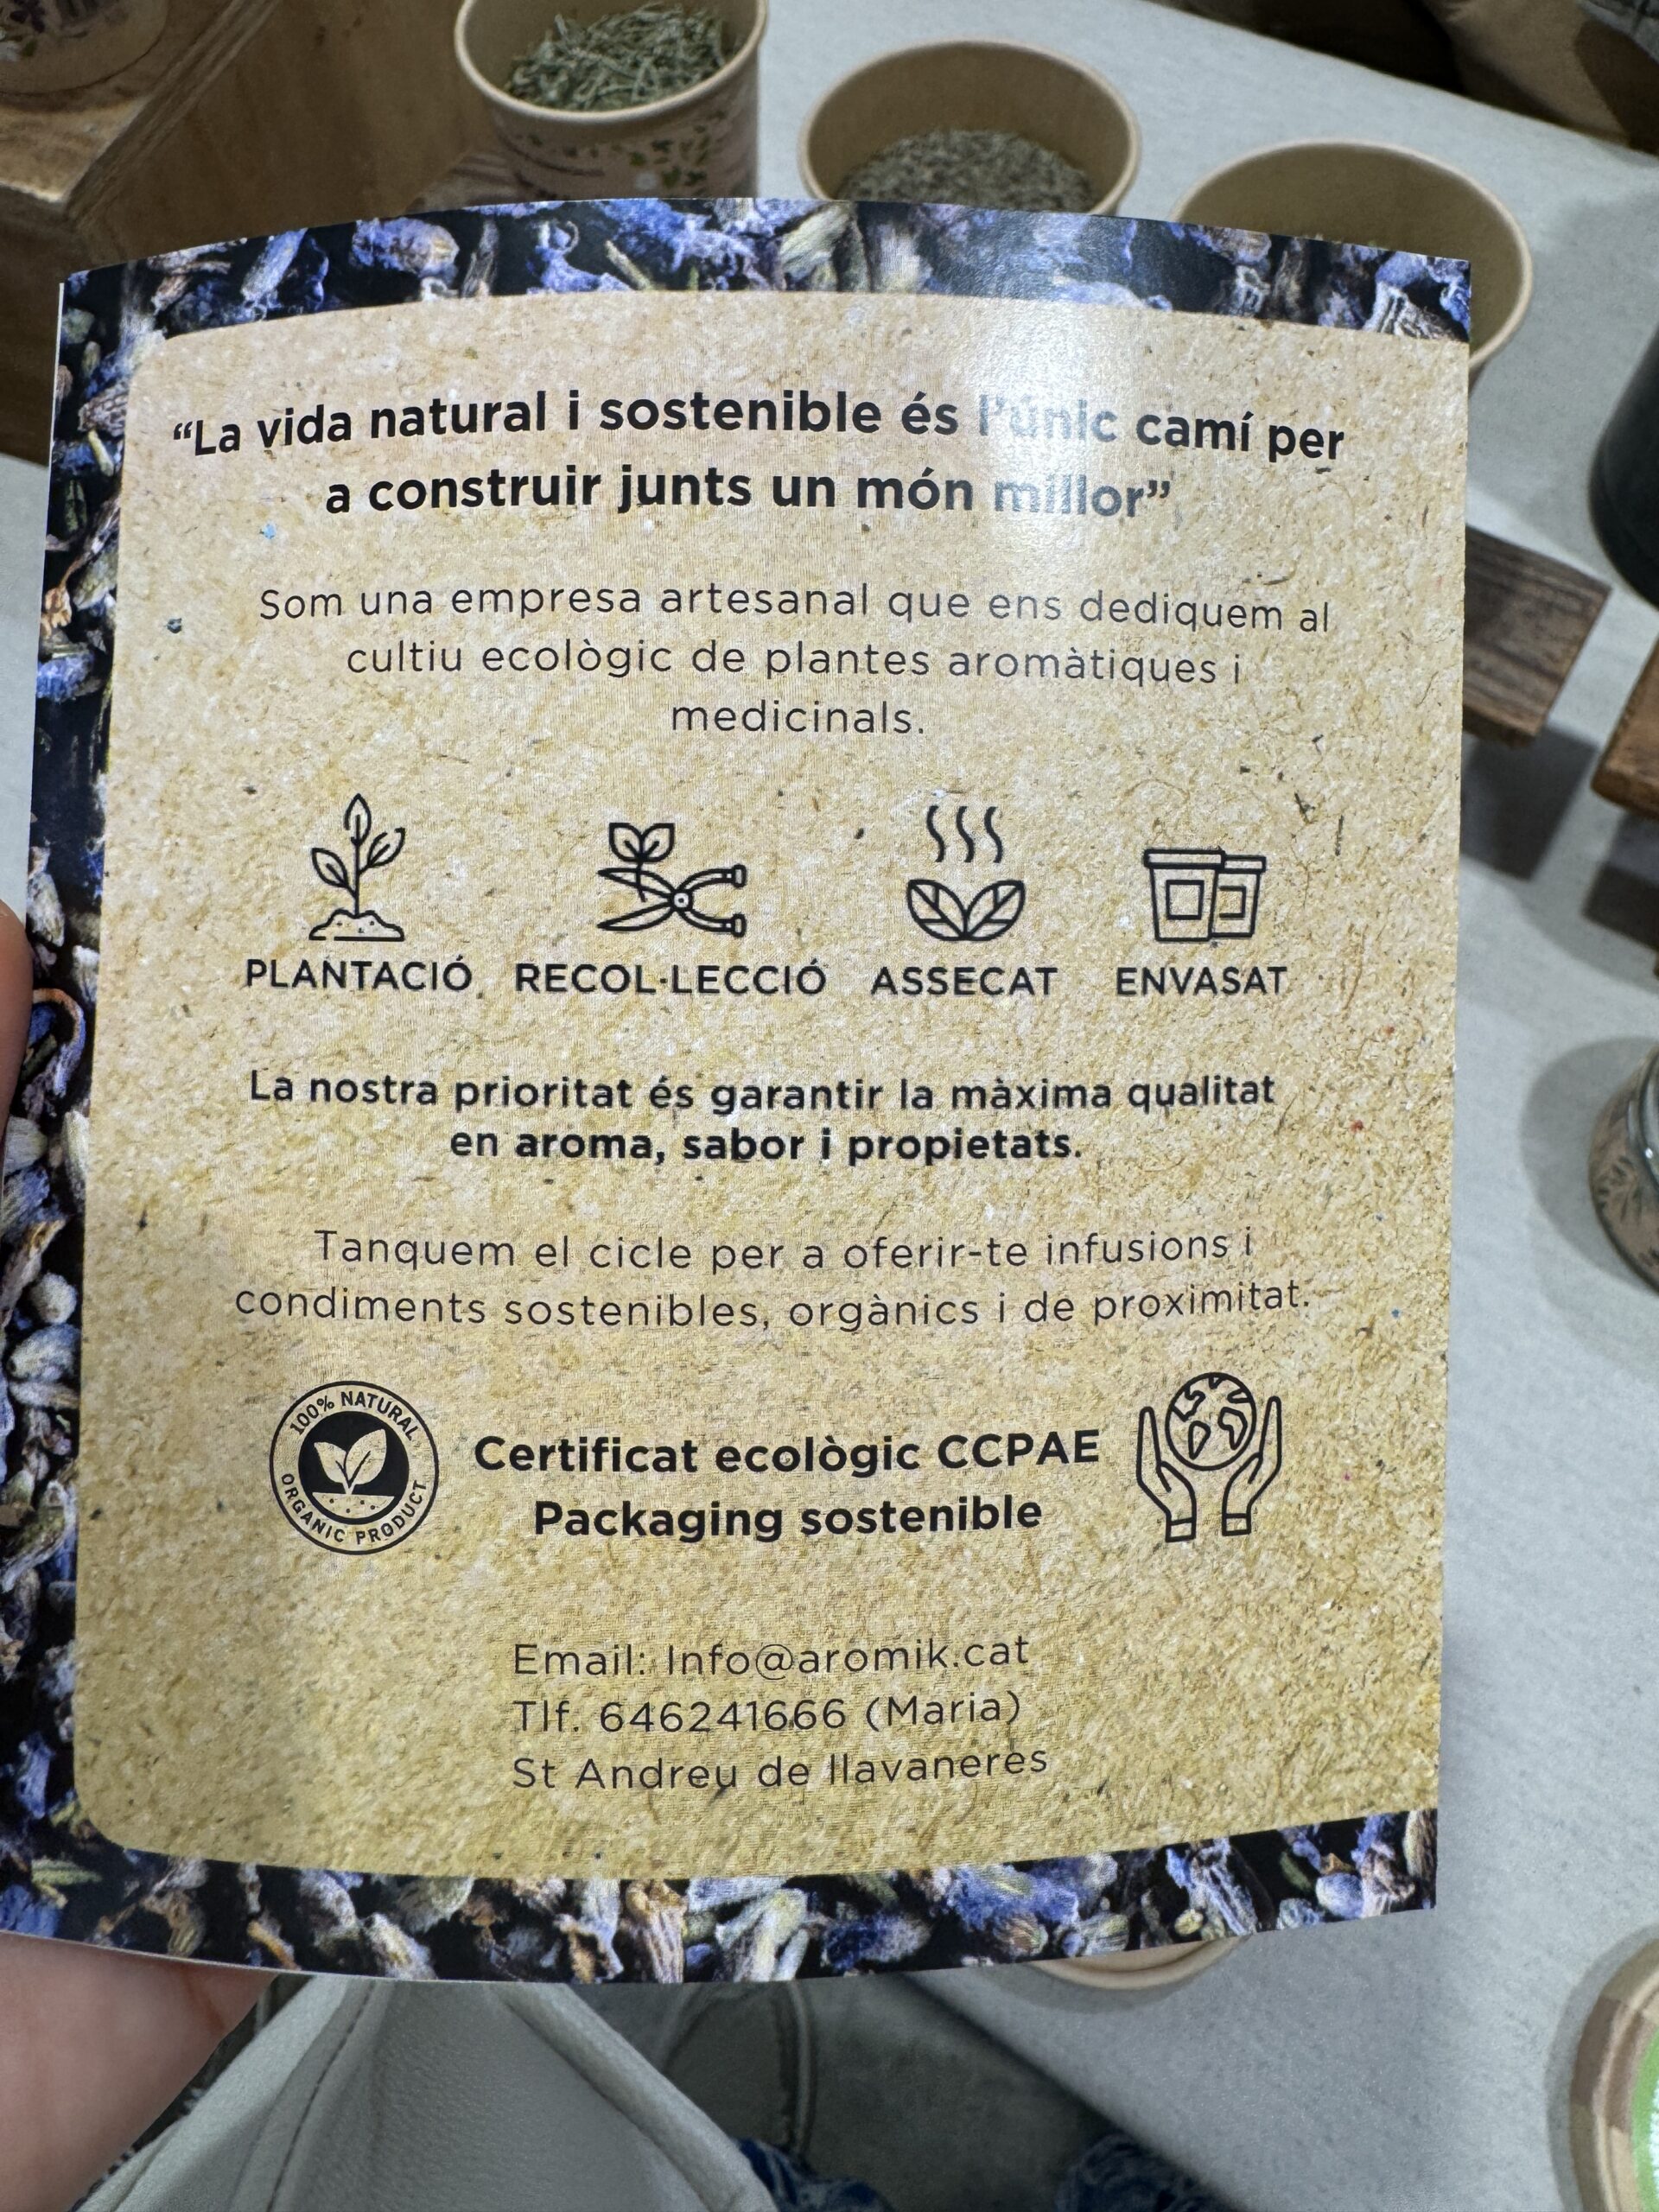 “La vida natural i sostenible és l'únic camí per
a construir junts un món millor”
Som una empresa artesanal que ens dediquem al
cultiu ecològic de plantes aromàtiques i
medicinals.
PLANTACIÓ RECOL·LECCIÓ ASSECAT ENVASAT
La nostra prioritat és garantir la màxima qualitat
en aroma, sabor i propietats.
Tanquem el cicle per a oferir-te infusions i
condiments sostenibles, orgànics i de proximitat.
100% NATURAL
ORGANIC PRODUCT
Certificat ecològic CCPAE
Packaging sostenible
Email: Info@aromik.cat
Tlf. 646241666 (Maria)
St Andreu de llavaneres